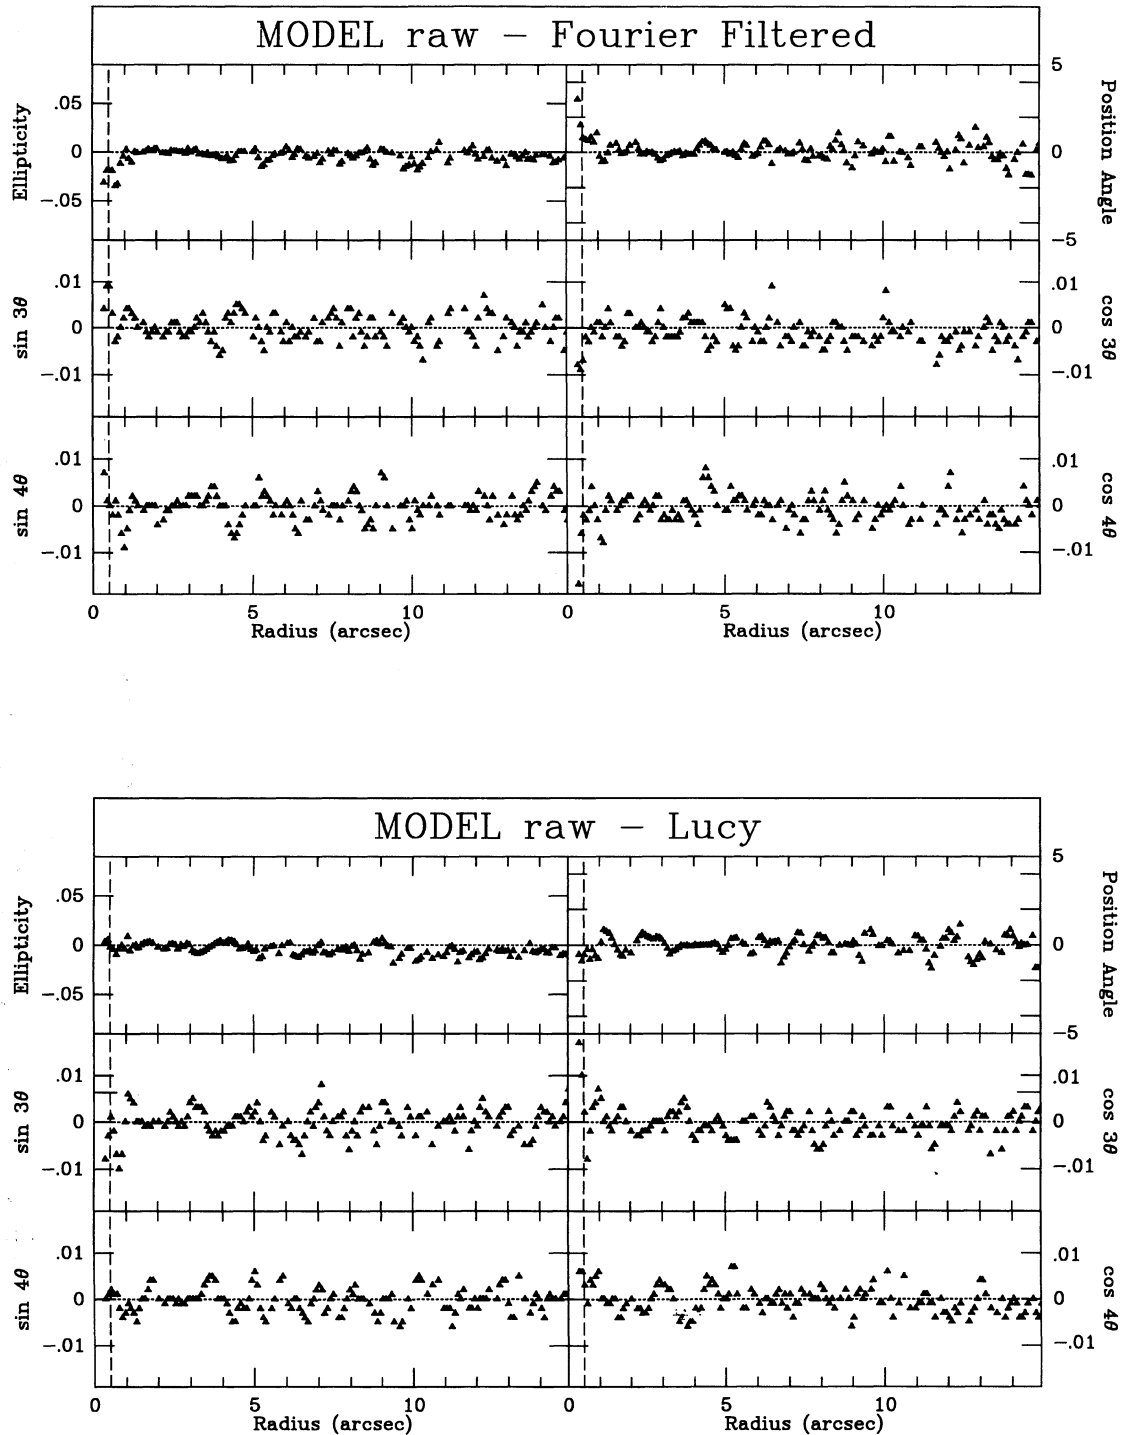 MODEL raw – Fourier Filtered
Ellipticity
.05
0
−.05
5
0
−5
Position Angle
sin 3θ
.01
0
−.01
.01
0
−.01
cos 3θ
sin 4θ
.01
0
−.01
.01
0
−.01
cos 4θ
0 5 10 0 5 10
Radius (arcsec) Radius (arcsec)
MODEL raw – Lucy
Ellipticity
.05
0
−.05
5
0
−5
Position Angle
sin 3θ
.01
0
−.01
.01
0
−.01
cos 3θ
sin 4θ
.01
0
−.01
.01
0
−.01
cos 4θ
0 5 10 0 5 10
Radius (arcsec) Radius (arcsec)